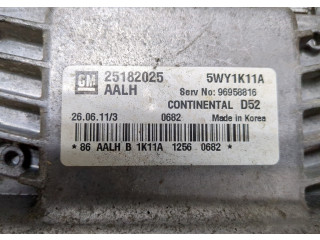 GM 25182025 5WY1K11A
AALH Serv No: 96958816
CONTINENTAL D52
26.06.11/3 0682 Made in Korea
* 86 AALH B 1K11A 1256 0682 *